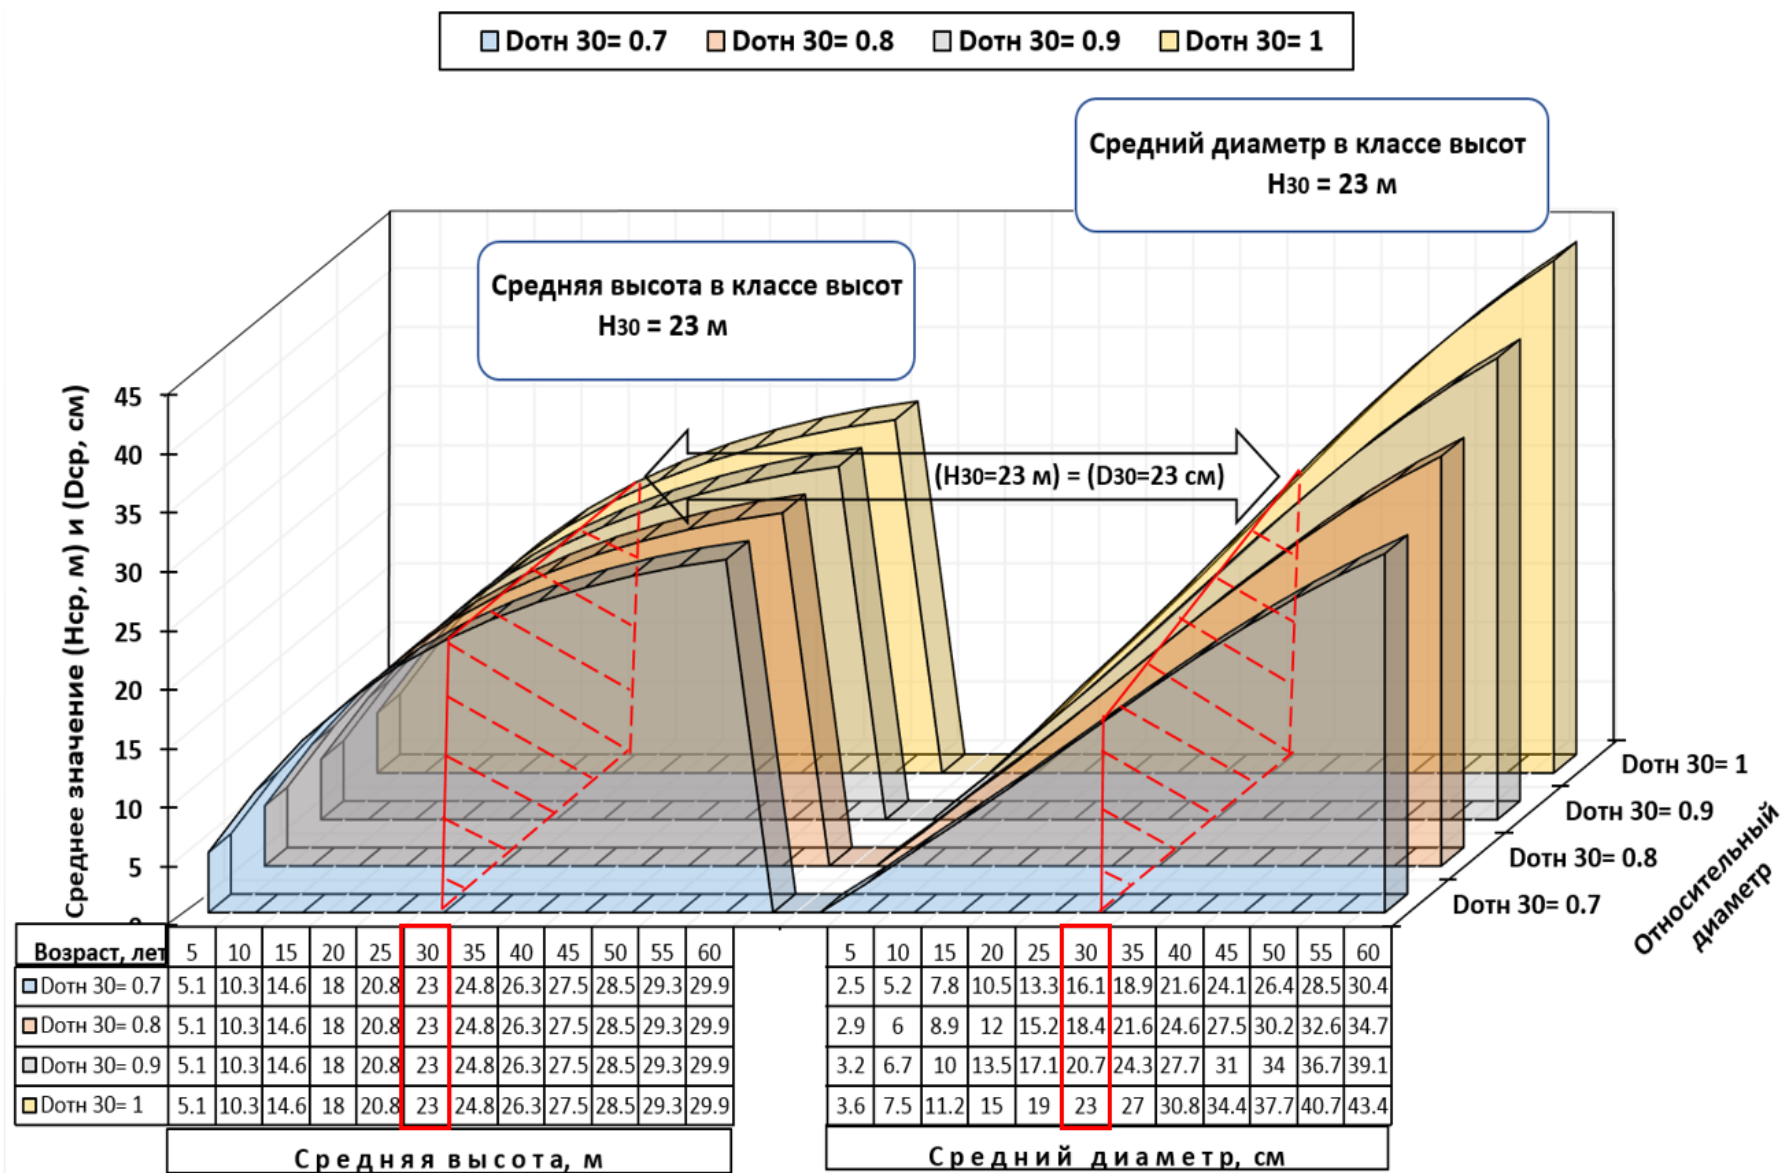 Dотн 30= 0.7 Dотн 30= 0.8 Dотн 30= 0.9 Dотн 30= 1
Средний диаметр в классе высот
H30 = 23 м
Средняя высота в классе высот
H30 = 23 м
(H30=23 м) = (D30=23 см)
Среднее значение (Hср, м) и (Dср, см)
45
40
35
30
25
20
15
10
5
0
Dотн 30= 1
Dотн 30= 0.9
Dотн 30= 0.8
Dотн 30= 0.7
Относительный
диаметр
Возраст, лет 5 10 15 20 25 30 35 40 45 50 55 60 5 10 15 20 25 30 35 40 45 50 55 60
Dотн 30= 0.7 5.1 10.3 14.6 18 20.8 23 24.8 26.3 27.5 28.5 29.3 29.9 2.5 5.2 7.8 10.5 13.3 16.1 18.9 21.6 24.1 26.4 28.5 30.4
Dотн 30= 0.8 5.1 10.3 14.6 18 20.8 23 24.8 26.3 27.5 28.5 29.3 29.9 2.9 6 8.9 12 15.2 18.4 21.6 24.6 27.5 30.2 32.6 34.7
Dотн 30= 0.9 5.1 10.3 14.6 18 20.8 23 24.8 26.3 27.5 28.5 29.3 29.9 3.2 6.7 10 13.5 17.1 20.7 24.3 27.7 31 34 36.7 39.1
Dотн 30= 1 5.1 10.3 14.6 18 20.8 23 24.8 26.3 27.5 28.5 29.3 29.9 3.6 7.5 11.2 15 19 23 27 30.8 34.4 37.7 40.7 43.4
Средняя высота, м Средний диаметр, см